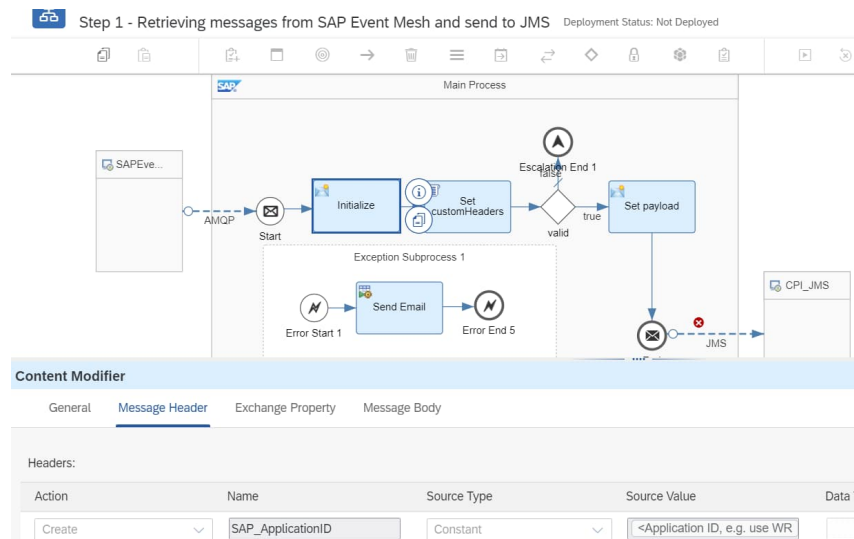 Step 1 - Retrieving messages from SAP Event Mesh and send to JMS Deployment Status: Not Deployed
SAP
Main Process
SAPEve...
AMQP
Start
Initialize
Set
customHeaders
Escalation End 1
false
valid
true
Set payload
Exception Subprocess 1
Error Start 1
Send Email
Error End 5
CPI_JMS
JMS
Content Modifier
General Message Header Exchange Property Message Body
Headers:
Action Name Source Type Source Value Data
Create SAP_ApplicationID Constant <Application ID, e.g. use WR